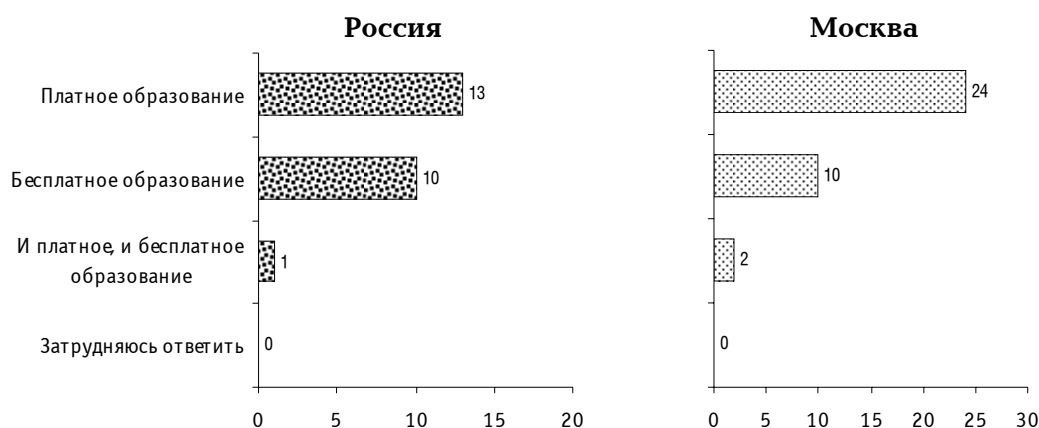 Россия
Платное образование
13
Бесплатное образование
10
И платное, и бесплатное
образование
1
Затрудняюсь ответить
0
0 5 10 15 20
Москва
24
10
2
0
0 5 10 15 20 25 30